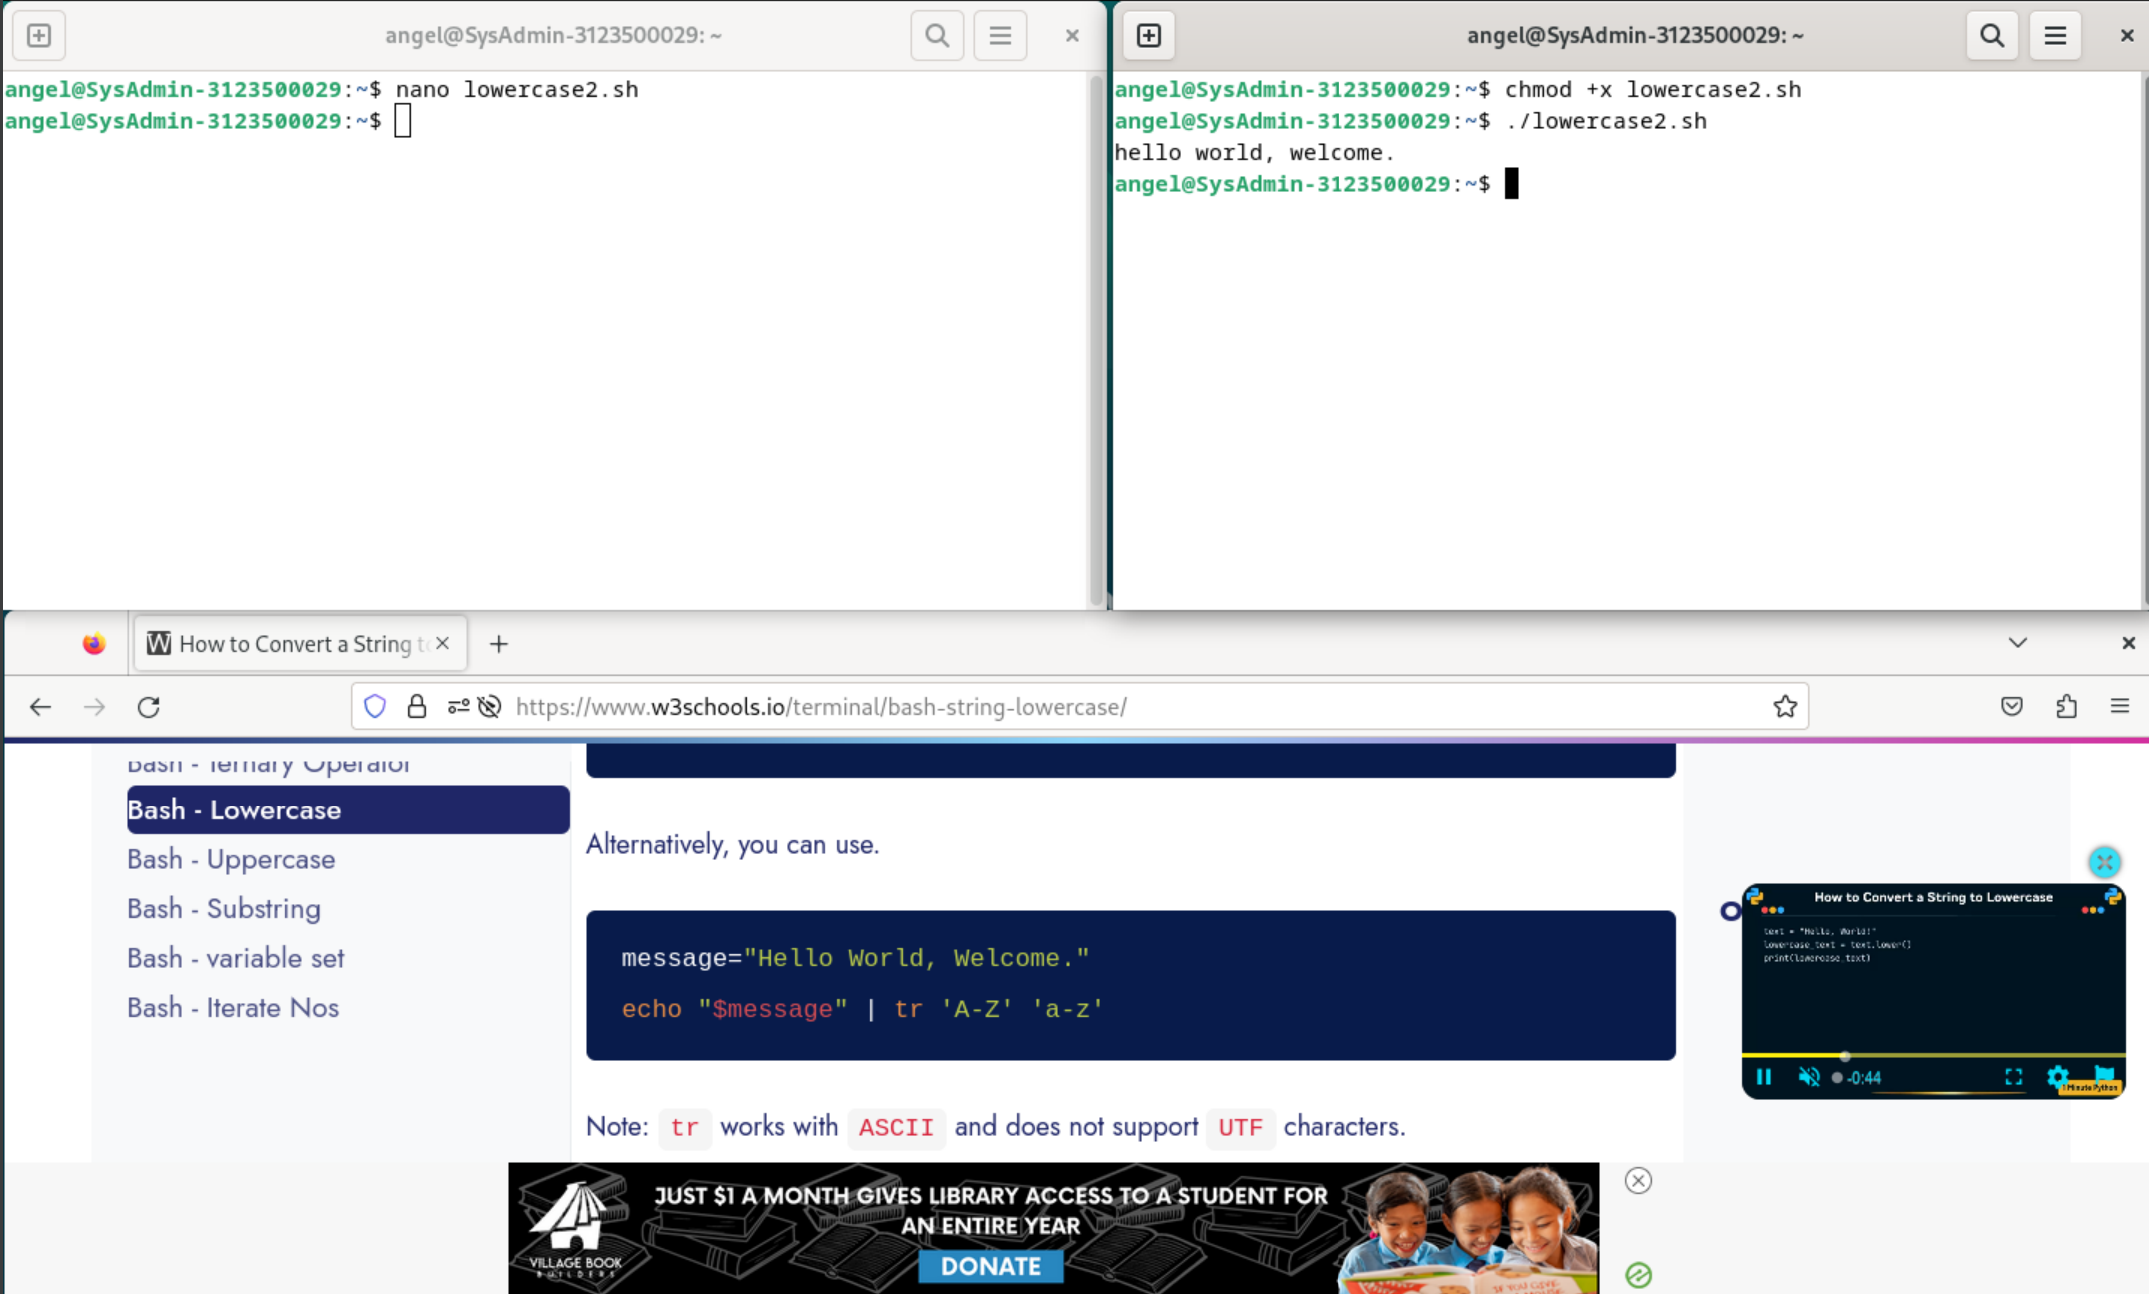 angel@SysAdmin-3123500029: ~
angel@SysAdmin-3123500029:~$ nano lowercase2.sh
angel@SysAdmin-3123500029:~$
angel@SysAdmin-3123500029: ~
angel@SysAdmin-3123500029:~$ chmod +x lowercase2.sh
angel@SysAdmin-3123500029:~$ ./lowercase2.sh
hello world, welcome.
angel@SysAdmin-3123500029:~$
W How to Convert a String to
https://www.w3schools.io/terminal/bash-string-lowercase/
Bash - Ternary Operator
Bash - Lowercase
Bash - Uppercase
Bash - Substring
Bash - variable set
Bash - Iterate Nos
Alternatively, you can use.
message="Hello World, Welcome."
echo "$message" | tr 'A-Z' 'a-z'
Note: tr works with ASCII and does not support UTF characters.
How to Convert a String to Lowercase
text = "Hello, World!"
lowercase_text = text.lower()
print(lowercase_text)
-0:44
1 Minute Python
VILLAGE BOOK
BUILDERS
JUST $1 A MONTH GIVES LIBRARY ACCESS TO A STUDENT FOR
AN ENTIRE YEAR
DONATE